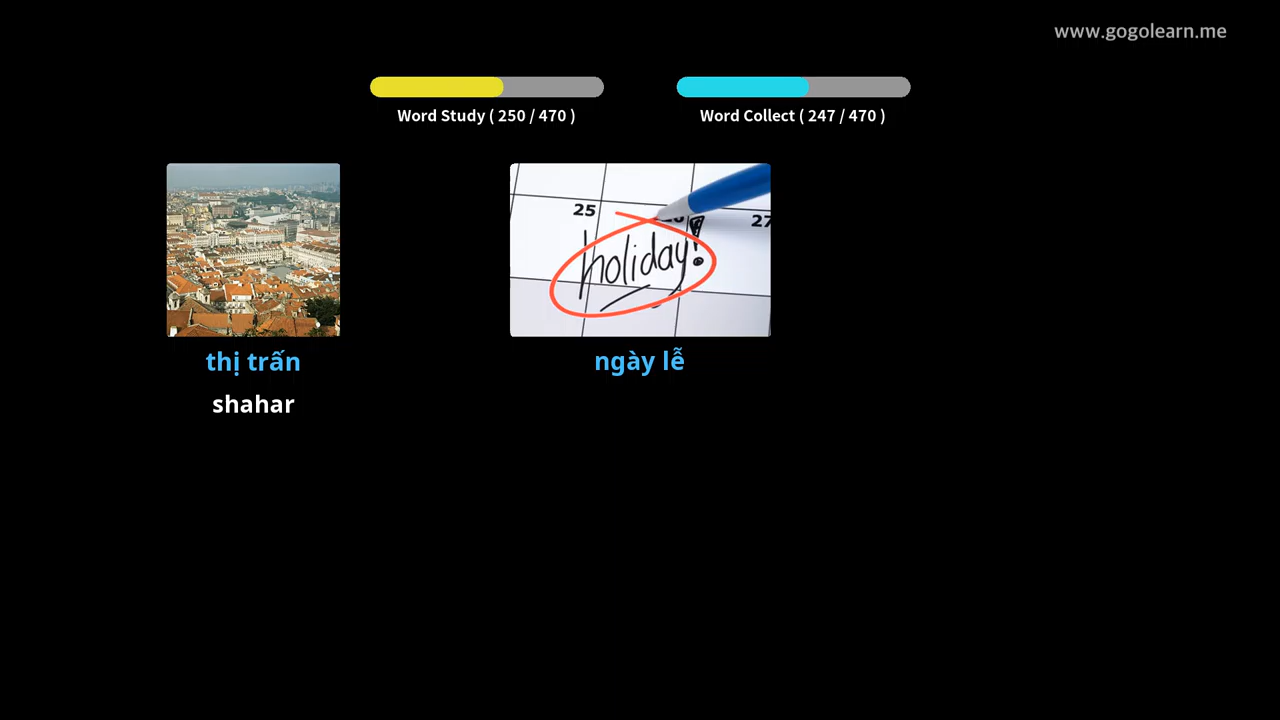 www.gogolearn.me
Word Study ( 250 / 470 )
Word Collect ( 247 / 470 )
25
27
holiday!
thị trấn
ngày lễ
shahar